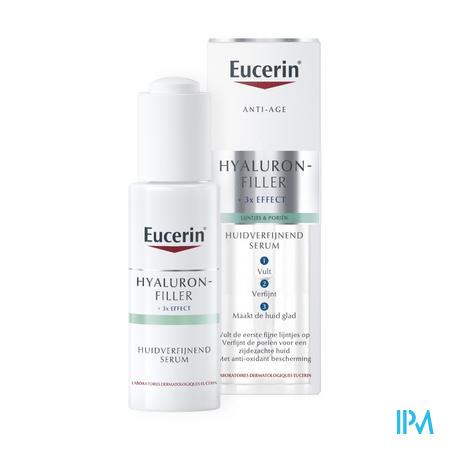 Eucerin®
ANTI-AGE
HYALURON-
FILLER
+ 3x EFFECT
LIJNTJES & PORIËN
HUIDVERFIJNEND
SERUM
1
Vult
2
Verfijnt
3
Maakt de huid glad
Vult de eerste fijne lijntjes op
Verfijnt de poriën voor een
zijdezachte huid
Met anti-oxidant bescherming
LABORATOIRES DERMATOLOGIQUES EUCERIN
Eucerin®
HYALURON-
FILLER
+ 3x EFFECT
HUIDVERFIJNEND
SERUM
LABORATOIRES DERMATOLOGIQUES EUCERIN
IPM